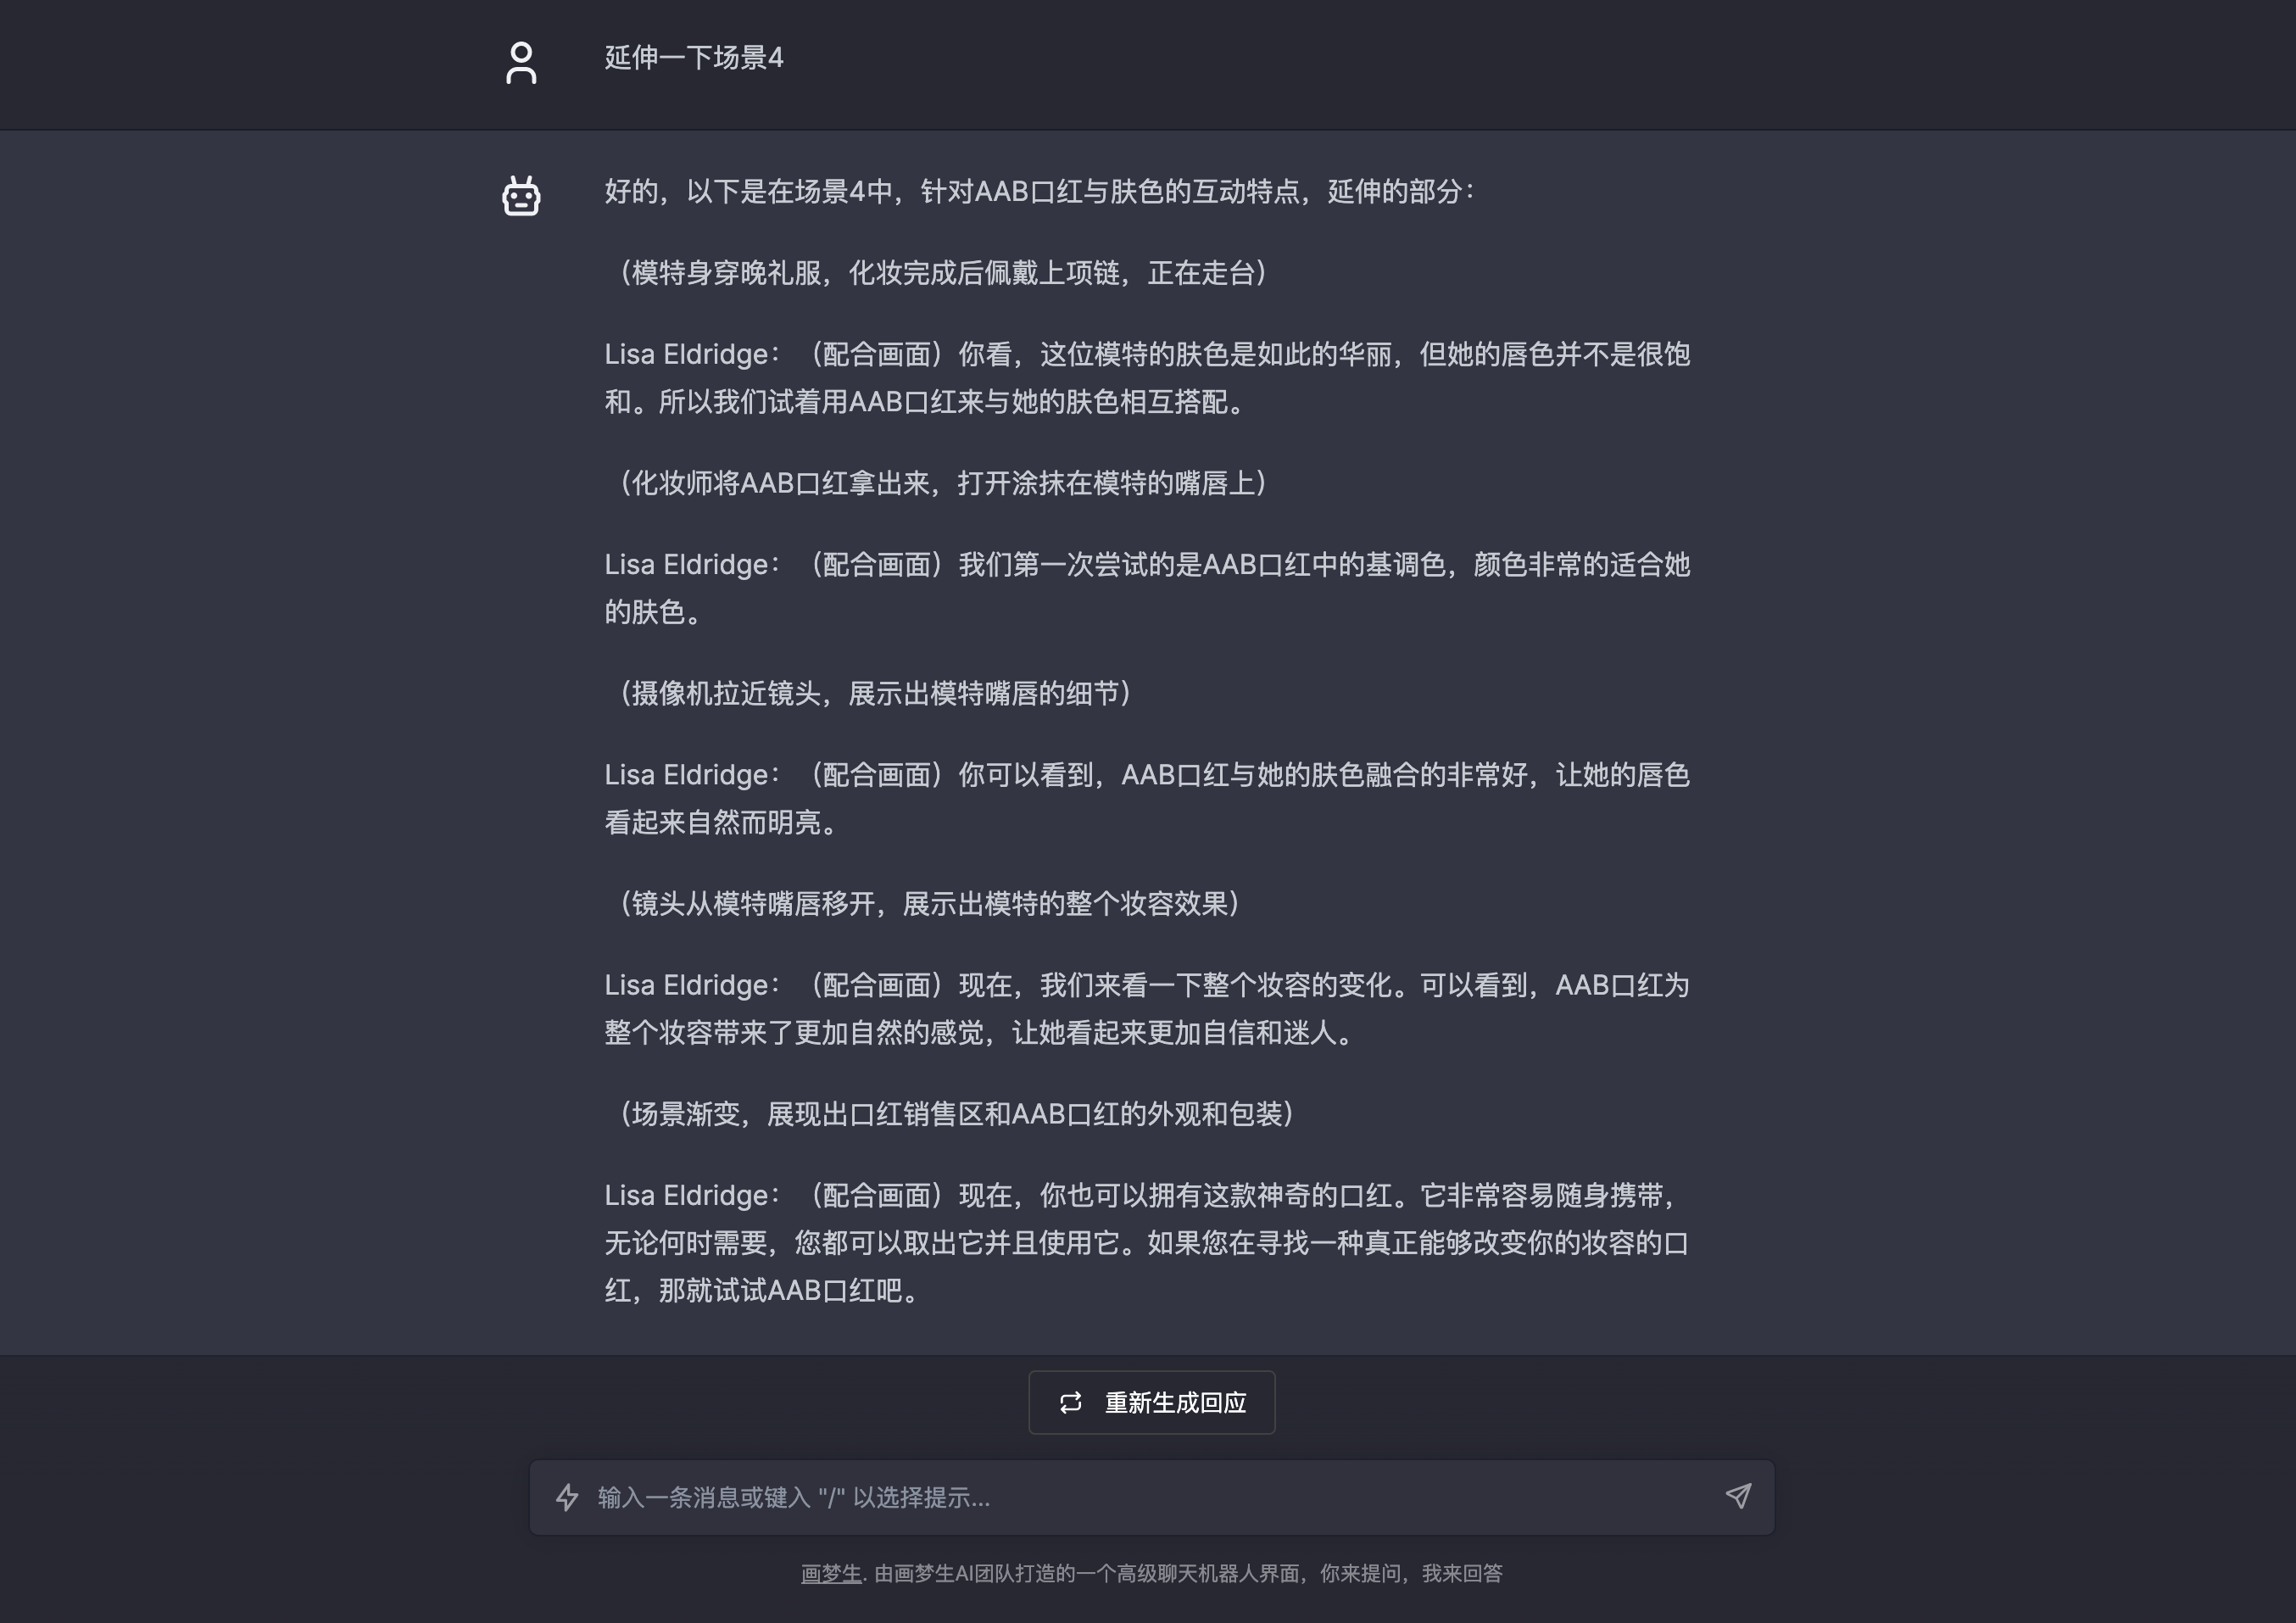 延伸一下场景4
好的，以下是在场景4中，针对AAB口红与肤色的互动特点，延伸的部分：
（模特身穿晚礼服，化妆完成后佩戴上项链，正在走台）
Lisa Eldridge：（配合画面）你看，这位模特的肤色是如此的华丽，但她的唇色并不是很饱
和。所以我们试着用AAB口红来与她的肤色相互搭配。
（化妆师将AAB口红拿出来，打开涂抹在模特的嘴唇上）
Lisa Eldridge：（配合画面）我们第一次尝试的是AAB口红中的基调色，颜色非常的适合她
的肤色。
（摄像机拉近镜头，展示出模特嘴唇的细节）
Lisa Eldridge：（配合画面）你可以看到，AAB口红与她的肤色融合的非常好，让她的唇色
看起来自然而明亮。
（镜头从模特嘴唇移开，展示出模特的整个妆容效果）
Lisa Eldridge：（配合画面）现在，我们来看一下整个妆容的变化。可以看到，AAB口红为
整个妆容带来了更加自然的感觉，让她看起来更加自信和迷人。
（场景渐变，展现出口红销售区和AAB口红的外观和包装）
Lisa Eldridge：（配合画面）现在，你也可以拥有这款神奇的口红。它非常容易随身携带，
无论何时需要，您都可以取出它并且使用它。如果您在寻找一种真正能够改变你的妆容的口
红，那就试试AAB口红吧。
重新生成回应
输入一条消息或键入 "/" 以选择提示...
画梦生. 由画梦生AI团队打造的一个高级聊天机器人界面，你来提问，我来回答